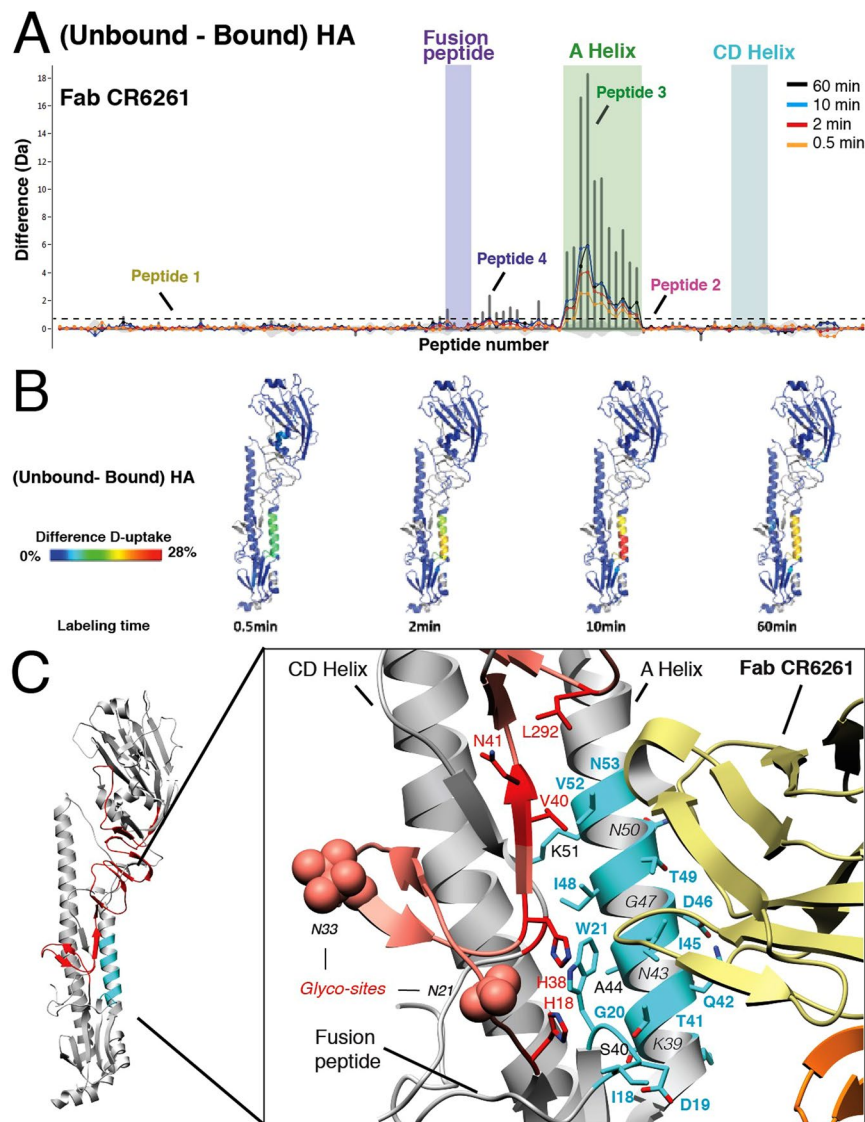 A (Unbound - Bound) HA
Fusion
peptide
A Helix
CD Helix
Fab CR6261
60 min
10 min
2 min
0.5 min
Difference (Da)
18
16
14
12
10
8
6
4
2
0
Peptide 1
Peptide 4
Peptide 3
Peptide 2
Peptide number
B
(Unbound- Bound) HA
Difference D-uptake
0%
28%
Labeling time
0.5min
2min
10min
60min
C
CD Helix
A Helix
Fab CR6261
L292
N41
N53
V52
V40
N50
K51
T49
I48
G47
D46
N33
W21
I45
Glyco-sites
N21
N43
H38
A44
Q42
H18
G20
T41
Fusion
peptide
S40
K39
I18
D19